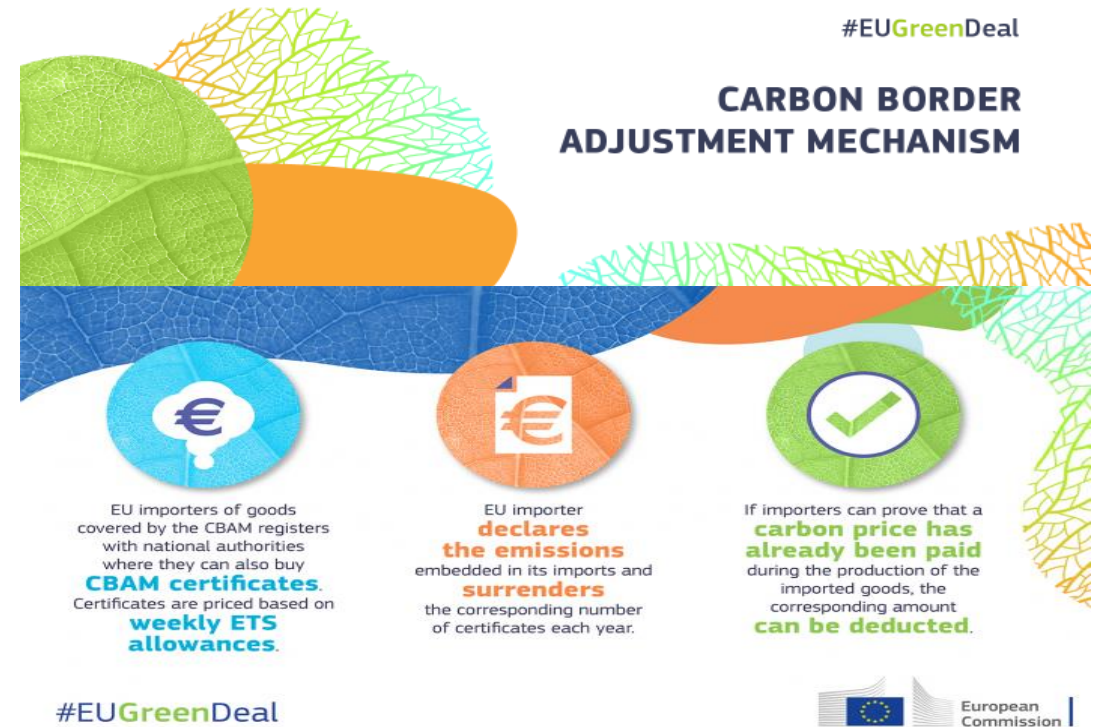 #EUGreenDeal
CARBON BORDER
ADJUSTMENT MECHANISM
€
EU importers of goods
covered by the CBAM registers
with national authorities
where they can also buy
CBAM certificates.
Certificates are priced based on
weekly ETS
allowances.
€
EU importer
declares
the emissions
embedded in its imports and
surrenders
the corresponding number
of certificates each year.
If importers can prove that a
carbon price has
already been paid
during the production of the
imported goods, the
corresponding amount
can be deducted.
#EUGreenDeal
European
Commission